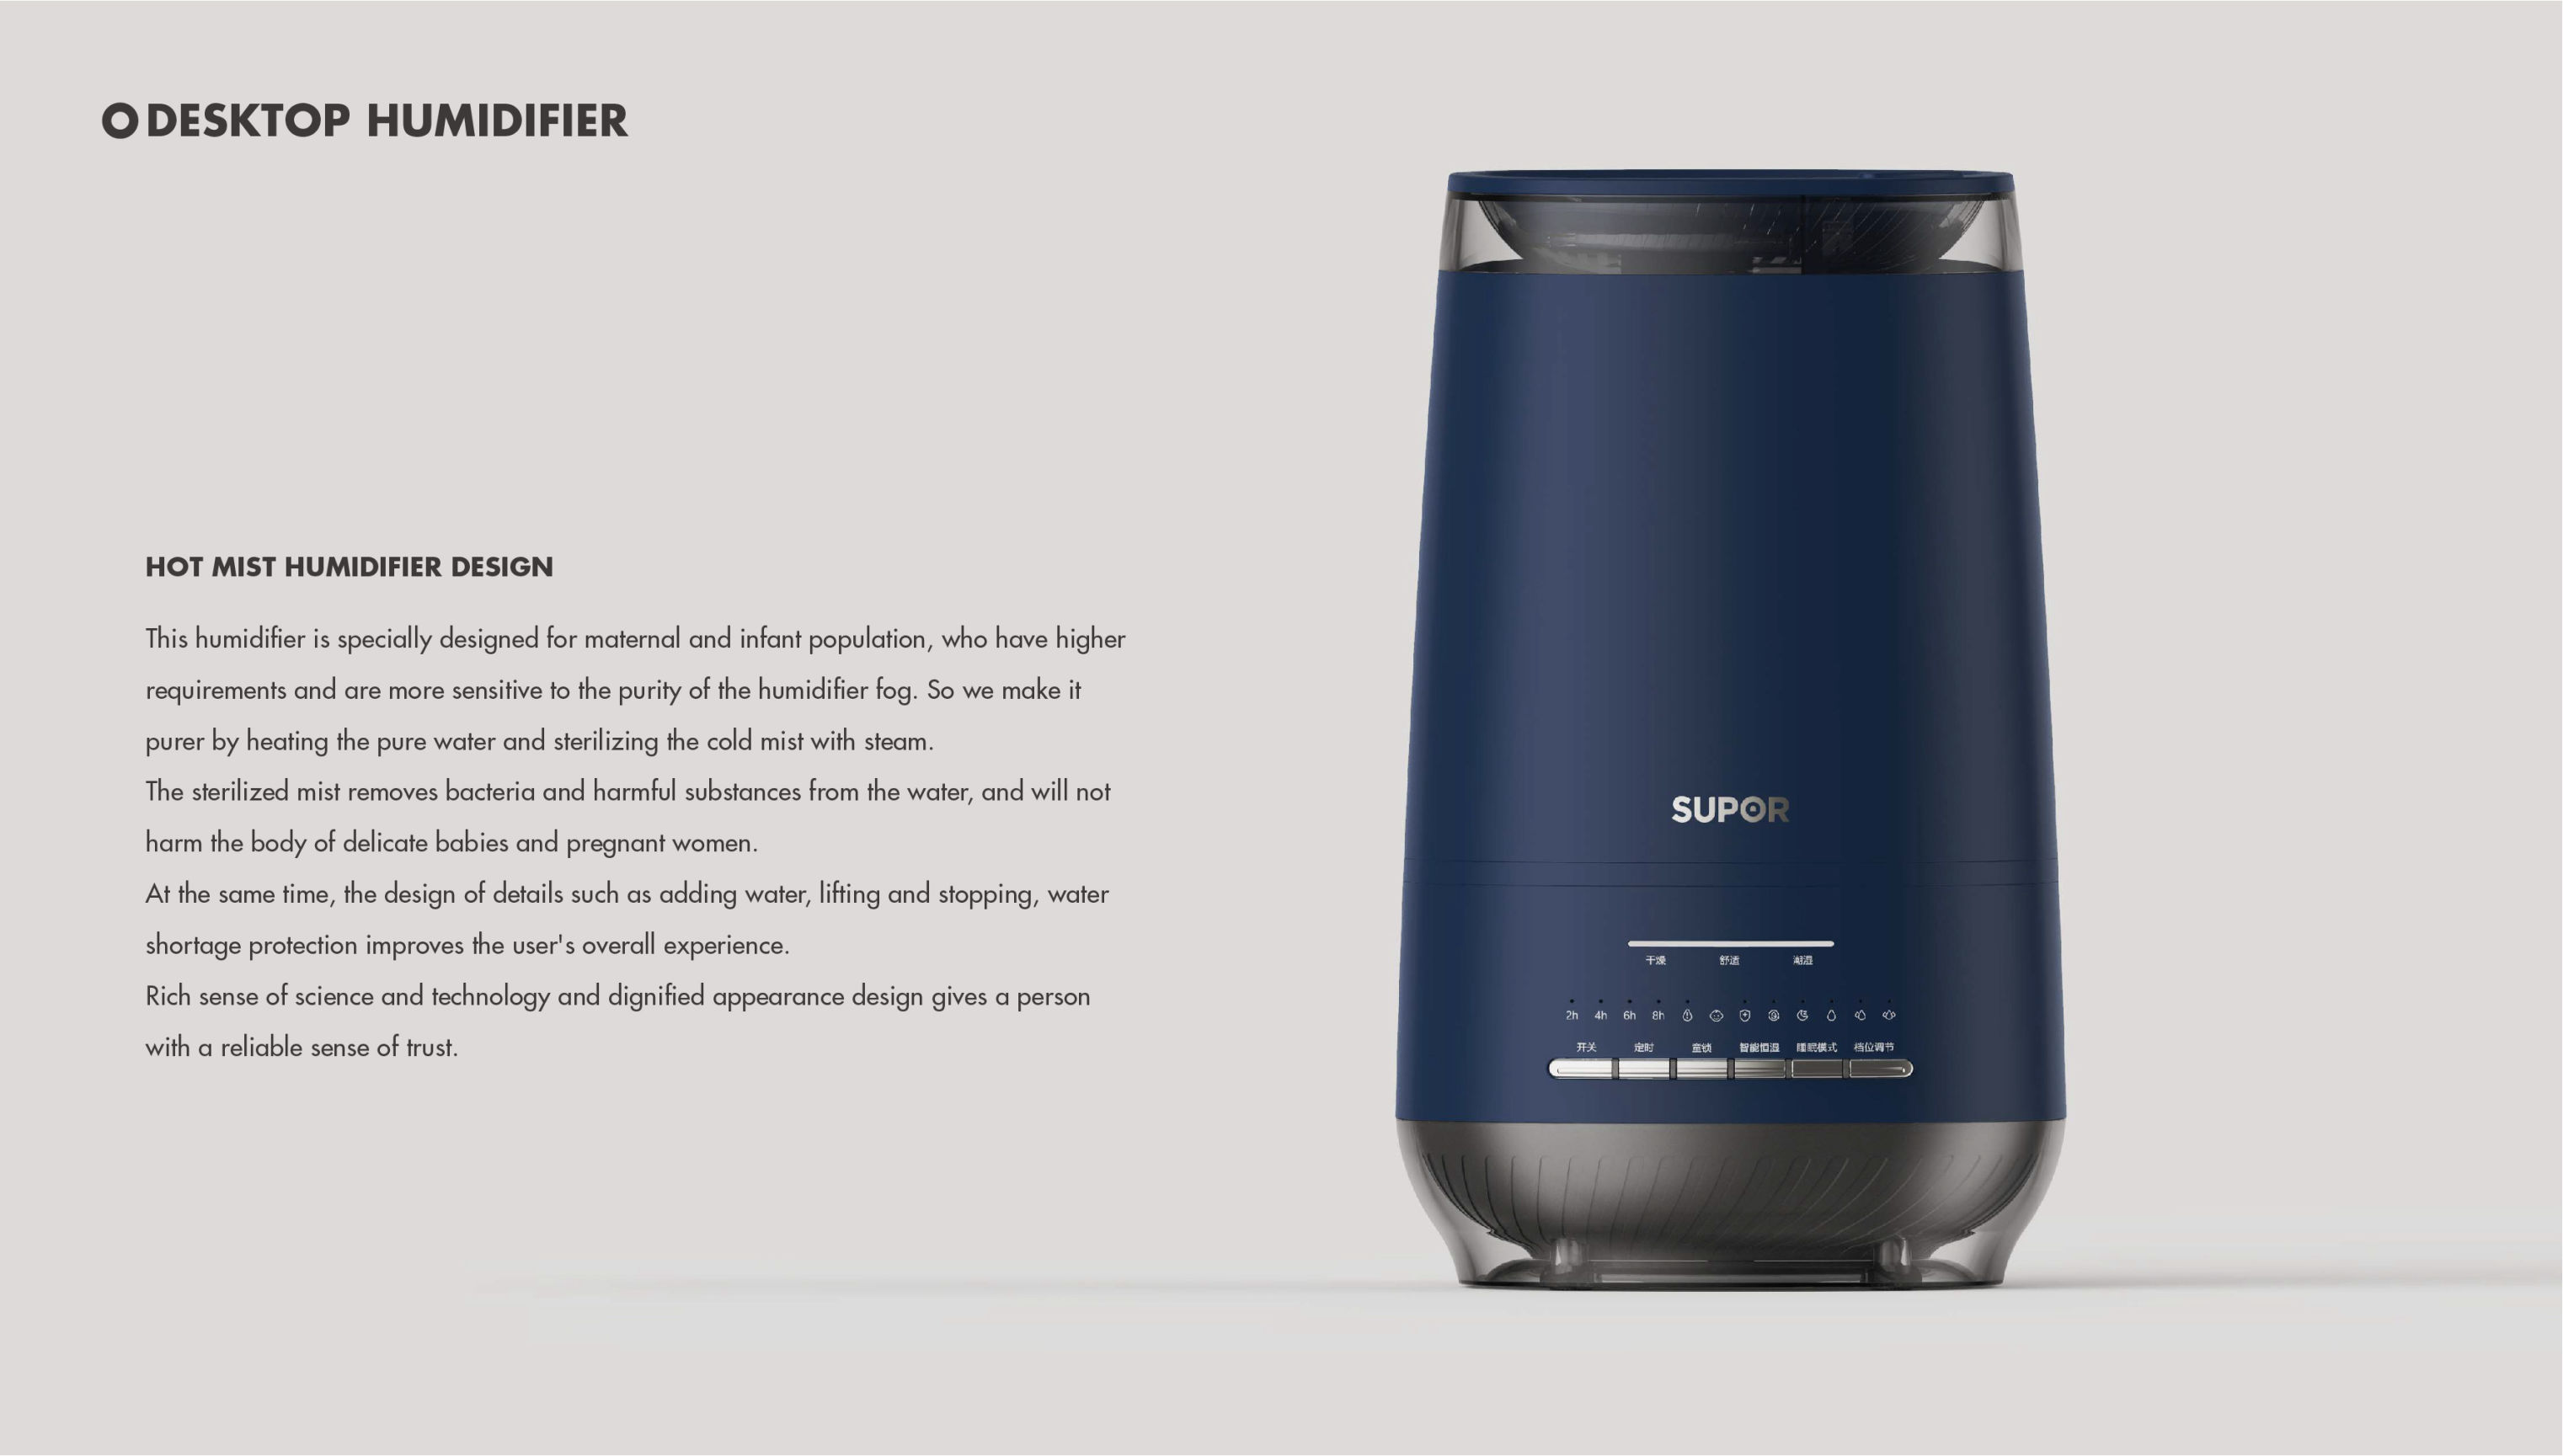 DESKTOP HUMIDIFIER
HOT MIST HUMIDIFIER DESIGN
This humidifier is specially designed for maternal and infant population, who have higher
requirements and are more sensitive to the purity of the humidifier fog. So we make it
purer by heating the pure water and sterilizing the cold mist with steam.
The sterilized mist removes bacteria and harmful substances from the water, and will not
harm the body of delicate babies and pregnant women.
At the same time, the design of details such as adding water, lifting and stopping, water
shortage protection improves the user's overall experience.
Rich sense of science and technology and dignified appearance design gives a person
with a reliable sense of trust.
SUPOR
干燥 舒适 潮湿
2h 4h 6h 8h
开关 定时 童锁 智能恒温 睡眠模式 档位调节